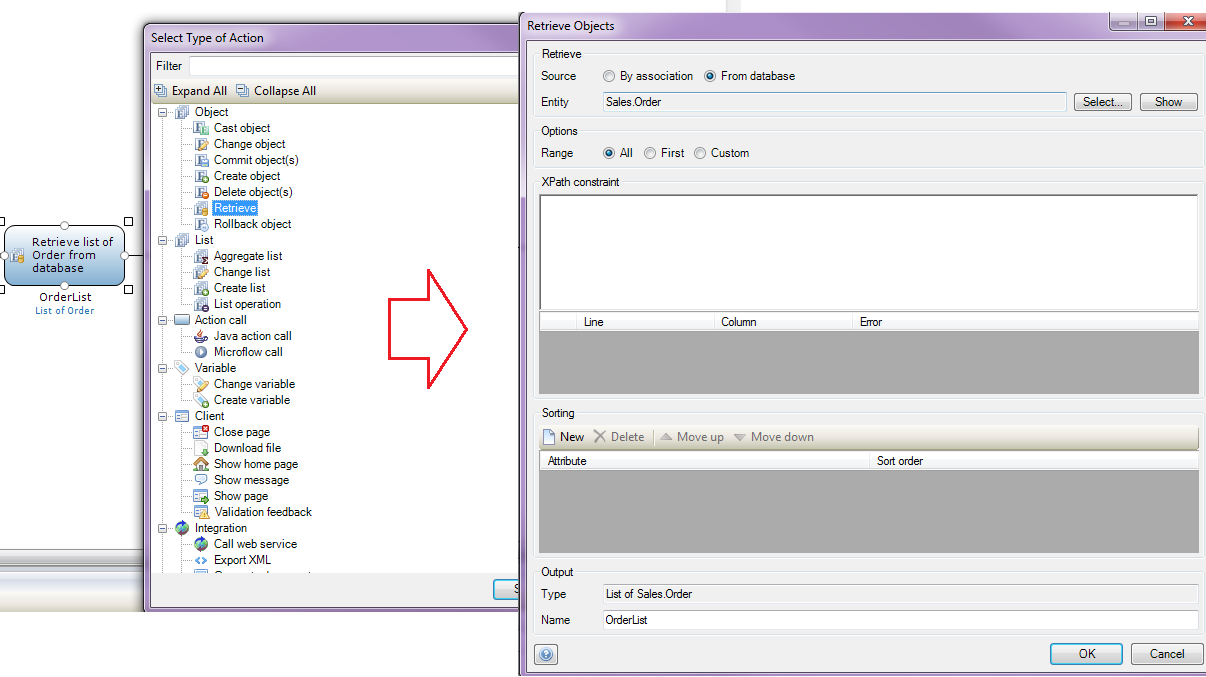 Retrieve list of
Order from
database
OrderList
List of Order
Select Type of Action
Filter
Expand All Collapse All
Object
Cast object
Change object
Commit object(s)
Create object
Delete object(s)
Retrieve
Rollback object
List
Aggregate list
Change list
Create list
List operation
Action call
Java action call
Microflow call
Variable
Change variable
Create variable
Client
Close page
Download file
Show home page
Show message
Show page
Validation feedback
Integration
Call web service
Export XML
Retrieve Objects
Retrieve
Source By association From database
Entity Sales.Order Select... Show
Options
Range All First Custom
XPath constraint
Line Column Error
Sorting
New Delete Move up Move down
Attribute Sort order
Output
Type List of Sales.Order
Name OrderList
OK Cancel